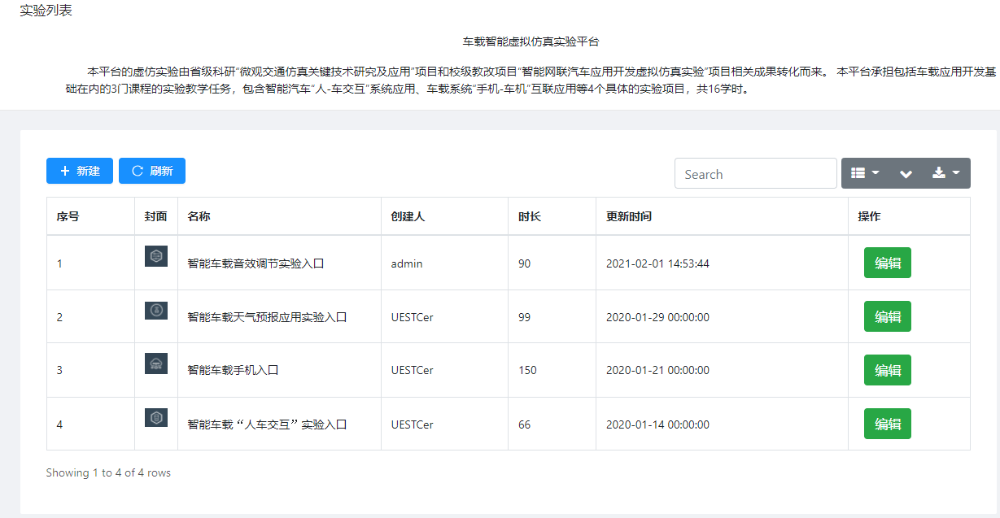 实验列表
车载智能虚拟仿真实验平台
本平台的虚仿实验由省级科研“微观交通仿真关键技术研究及应用”项目和校级教改项目“智能网联汽车应用开发虚拟仿真实验”项目相关成果转化而来。 本平台承担包括车载应用开发基
础在内的3门课程的实验教学任务，包含智能汽车“人-车交互”系统应用、车载系统“手机-车机”互联应用等4个具体的实验项目，共16学时。
新建 刷新 Search
序号 封面 名称 创建人 时长 更新时间 操作
1 智能车载音效调节实验入口 admin 90 2021-02-01 14:53:44 编辑
2 智能车载天气预报应用实验入口 UESTCer 99 2020-01-29 00:00:00 编辑
3 智能车载手机入口 UESTCer 150 2020-01-21 00:00:00 编辑
4 智能车载“人车交互”实验入口 UESTCer 66 2020-01-14 00:00:00 编辑
Showing 1 to 4 of 4 rows